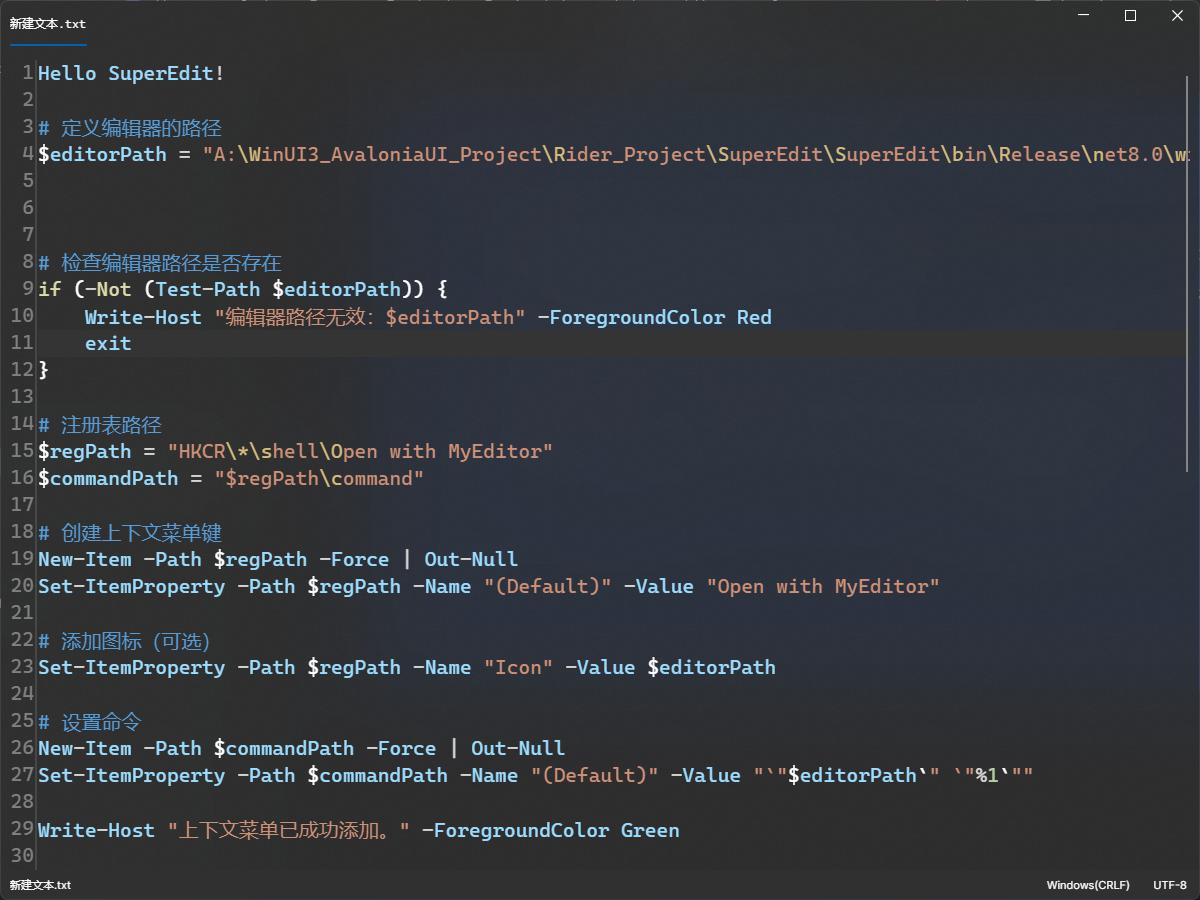 新建文本.txt
1 Hello SuperEdit!
2
3 # 定义编辑器的路径
4 $editorPath = "A:\WinUI3_AvaloniaUI_Project\Rider_Project\SuperEdit\SuperEdit\bin\Release\net8.0\w
5
6
7
8 # 检查编辑器路径是否存在
9 if (-Not (Test-Path $editorPath)) {
10     Write-Host "编辑器路径无效: $editorPath" -ForegroundColor Red
11     exit
12 }
13
14 # 注册表路径
15 $regPath = "HKCR\*\shell\Open with MyEditor"
16 $commandPath = "$regPath\command"
17
18 # 创建上下文菜单键
19 New-Item -Path $regPath -Force | Out-Null
20 Set-ItemProperty -Path $regPath -Name "(Default)" -Value "Open with MyEditor"
21
22 # 添加图标（可选）
23 Set-ItemProperty -Path $regPath -Name "Icon" -Value $editorPath
24
25 # 设置命令
26 New-Item -Path $commandPath -Force | Out-Null
27 Set-ItemProperty -Path $commandPath -Name "(Default)" -Value "`"$editorPath`" `"%1`""
28
29 Write-Host "上下文菜单已成功添加。" -ForegroundColor Green
30
新建文本.txt Windows(CRLF) UTF-8